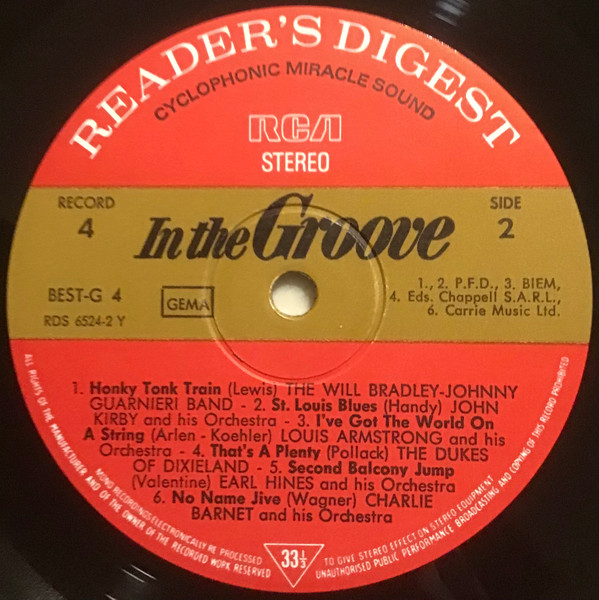 READER'S DIGEST
CYCLOPHONIC MIRACLE SOUND
RCA
STEREO
RECORD
4
In the Groove
SIDE
2
BEST-G 4
GEMA
RDS 6524-2 Y
1., 2. P.F.D., 3. BIEM,
4. Eds. Chappell S.A.R.L.,
6. Carrie Music Ltd.
1. Honky Tonk Train (Lewis) THE WILL BRADLEY-JOHNNY
GUARNIERI BAND - 2. St. Louis Blues (Handy) JOHN
KIRBY and his Orchestra - 3. I've Got The World On
A String (Arlen - Koehler) LOUIS ARMSTRONG and his
Orchestra - 4. That's A Plenty (Pollack) THE DUKES
OF DIXIELAND - 5. Second Balcony Jump
(Valentine) EARL HINES and his Orchestra
6. No Name Jive (Wagner) CHARLIE
BARNET and his Orchestra
ALL RIGHTS OF THE MANUFACTURER AND OF THE OWNER OF THE RECORDED WORK RESERVED
MONO RECORDINGS ELECTRONICALLY RE PROCESSED
33 1/3
TO GIVE STEREO EFFECT ON STEREO EQUIPMENT
UNAUTHORISED PUBLIC PERFORMANCE BROADCASTING AND COPYING OF THIS RECORD PROHIBITED